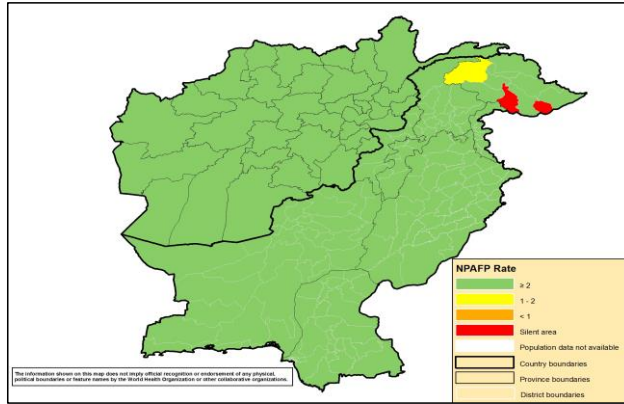 NPAFP Rate
≥ 2
1 - 2
< 1
Silent area
Population data not available
Country boundaries
Province boundaries
District boundaries
The information shown on this map does not imply official recognition or endorsement of any physical,
political boundaries or feature names by the World Health Organization or other collaborative organizations.